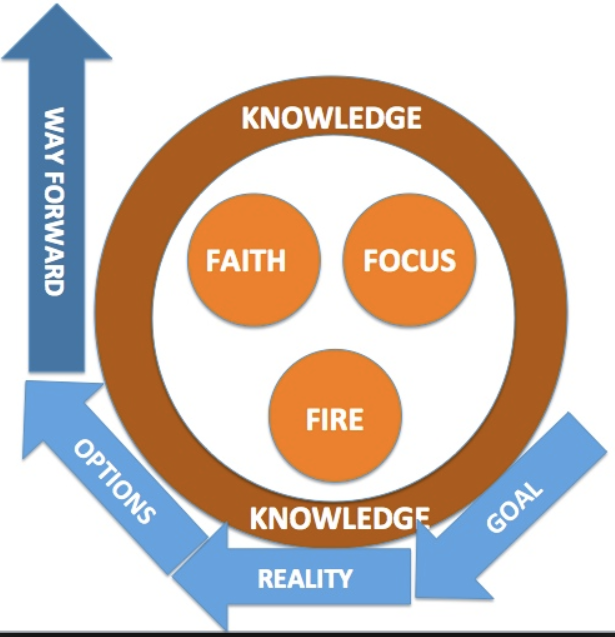 KNOWLEDGE
WAY FORWARD
FAITH
FOCUS
FIRE
OPTIONS
GOAL
KNOWLEDGE
REALITY